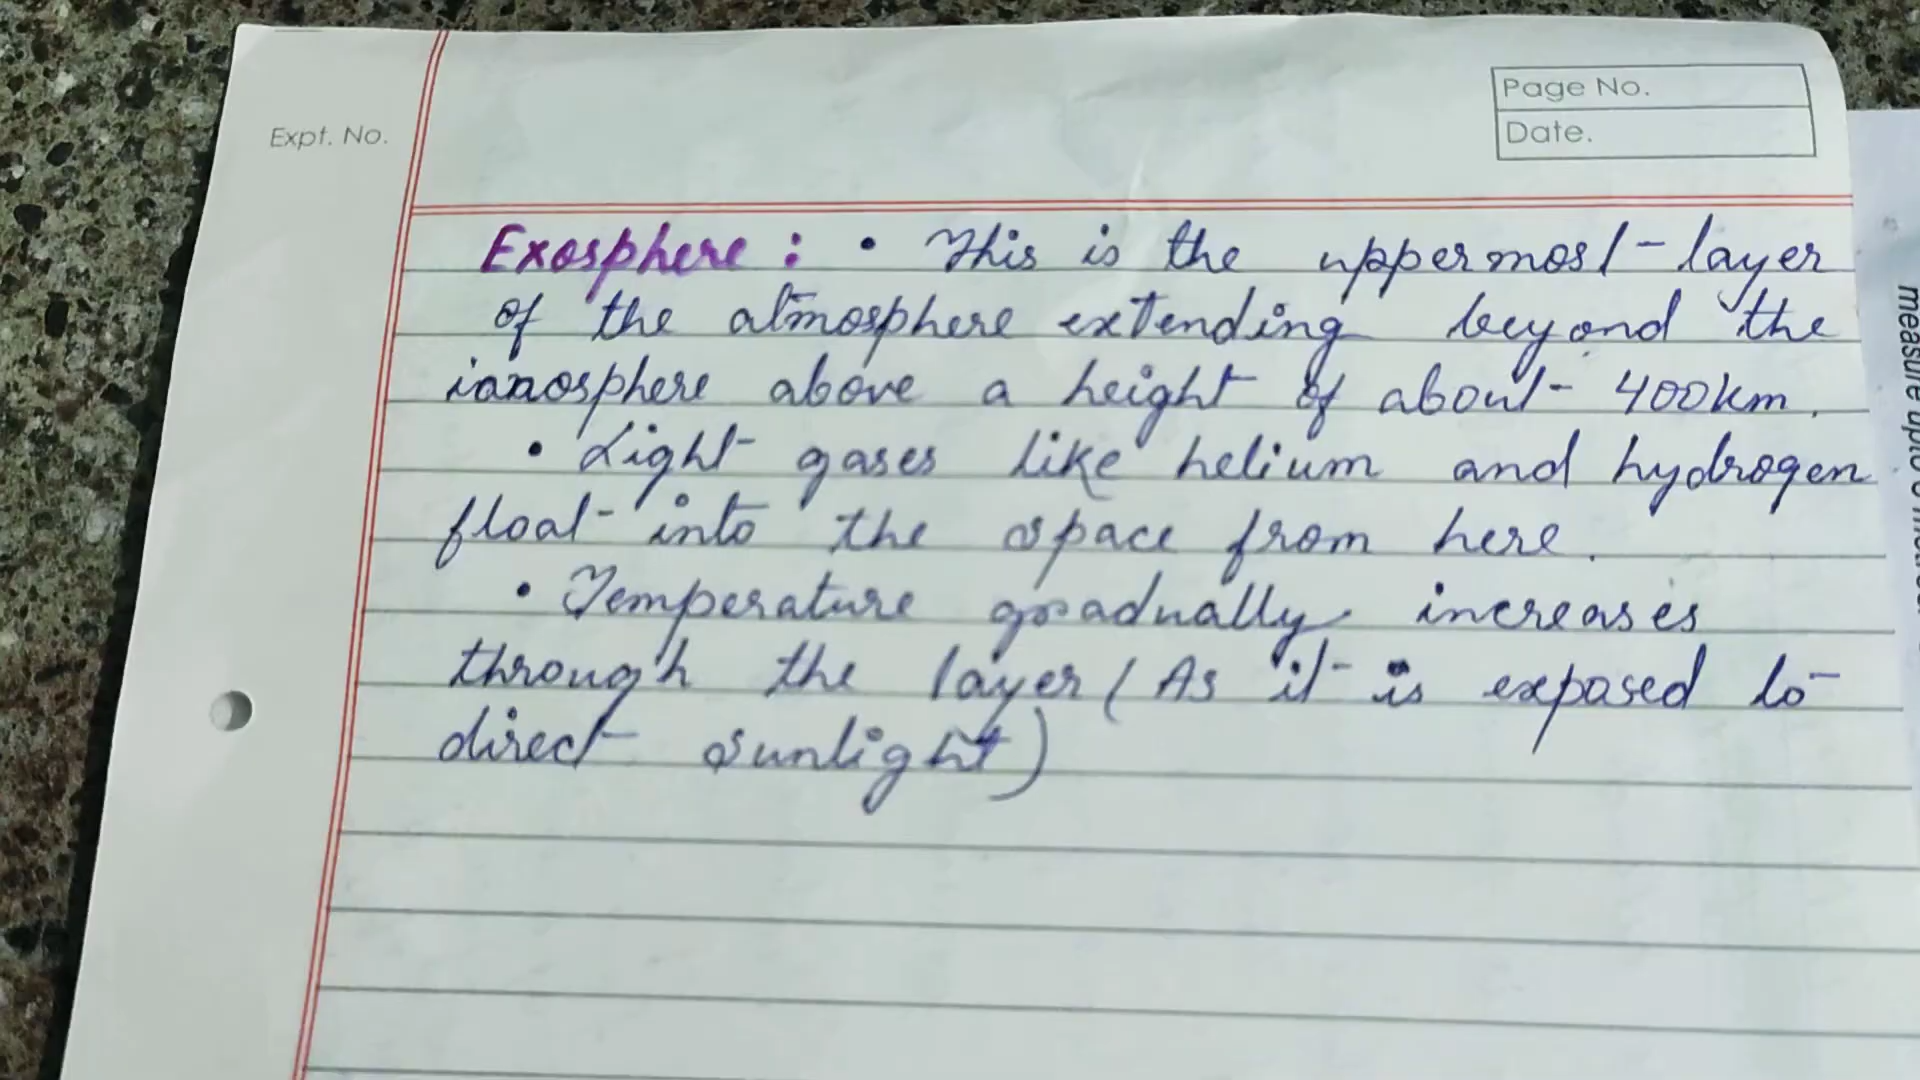 Page No.
Date.
Expt. No.
Exosphere : • This is the uppermost layer
of the atmosphere extending beyond the
ionosphere above a height of about 400km.
• Light gases like helium and hydrogen
float into the space from here.
• Temperature gradually increases
through the layer (As it is exposed to
direct sunlight)
measure upto